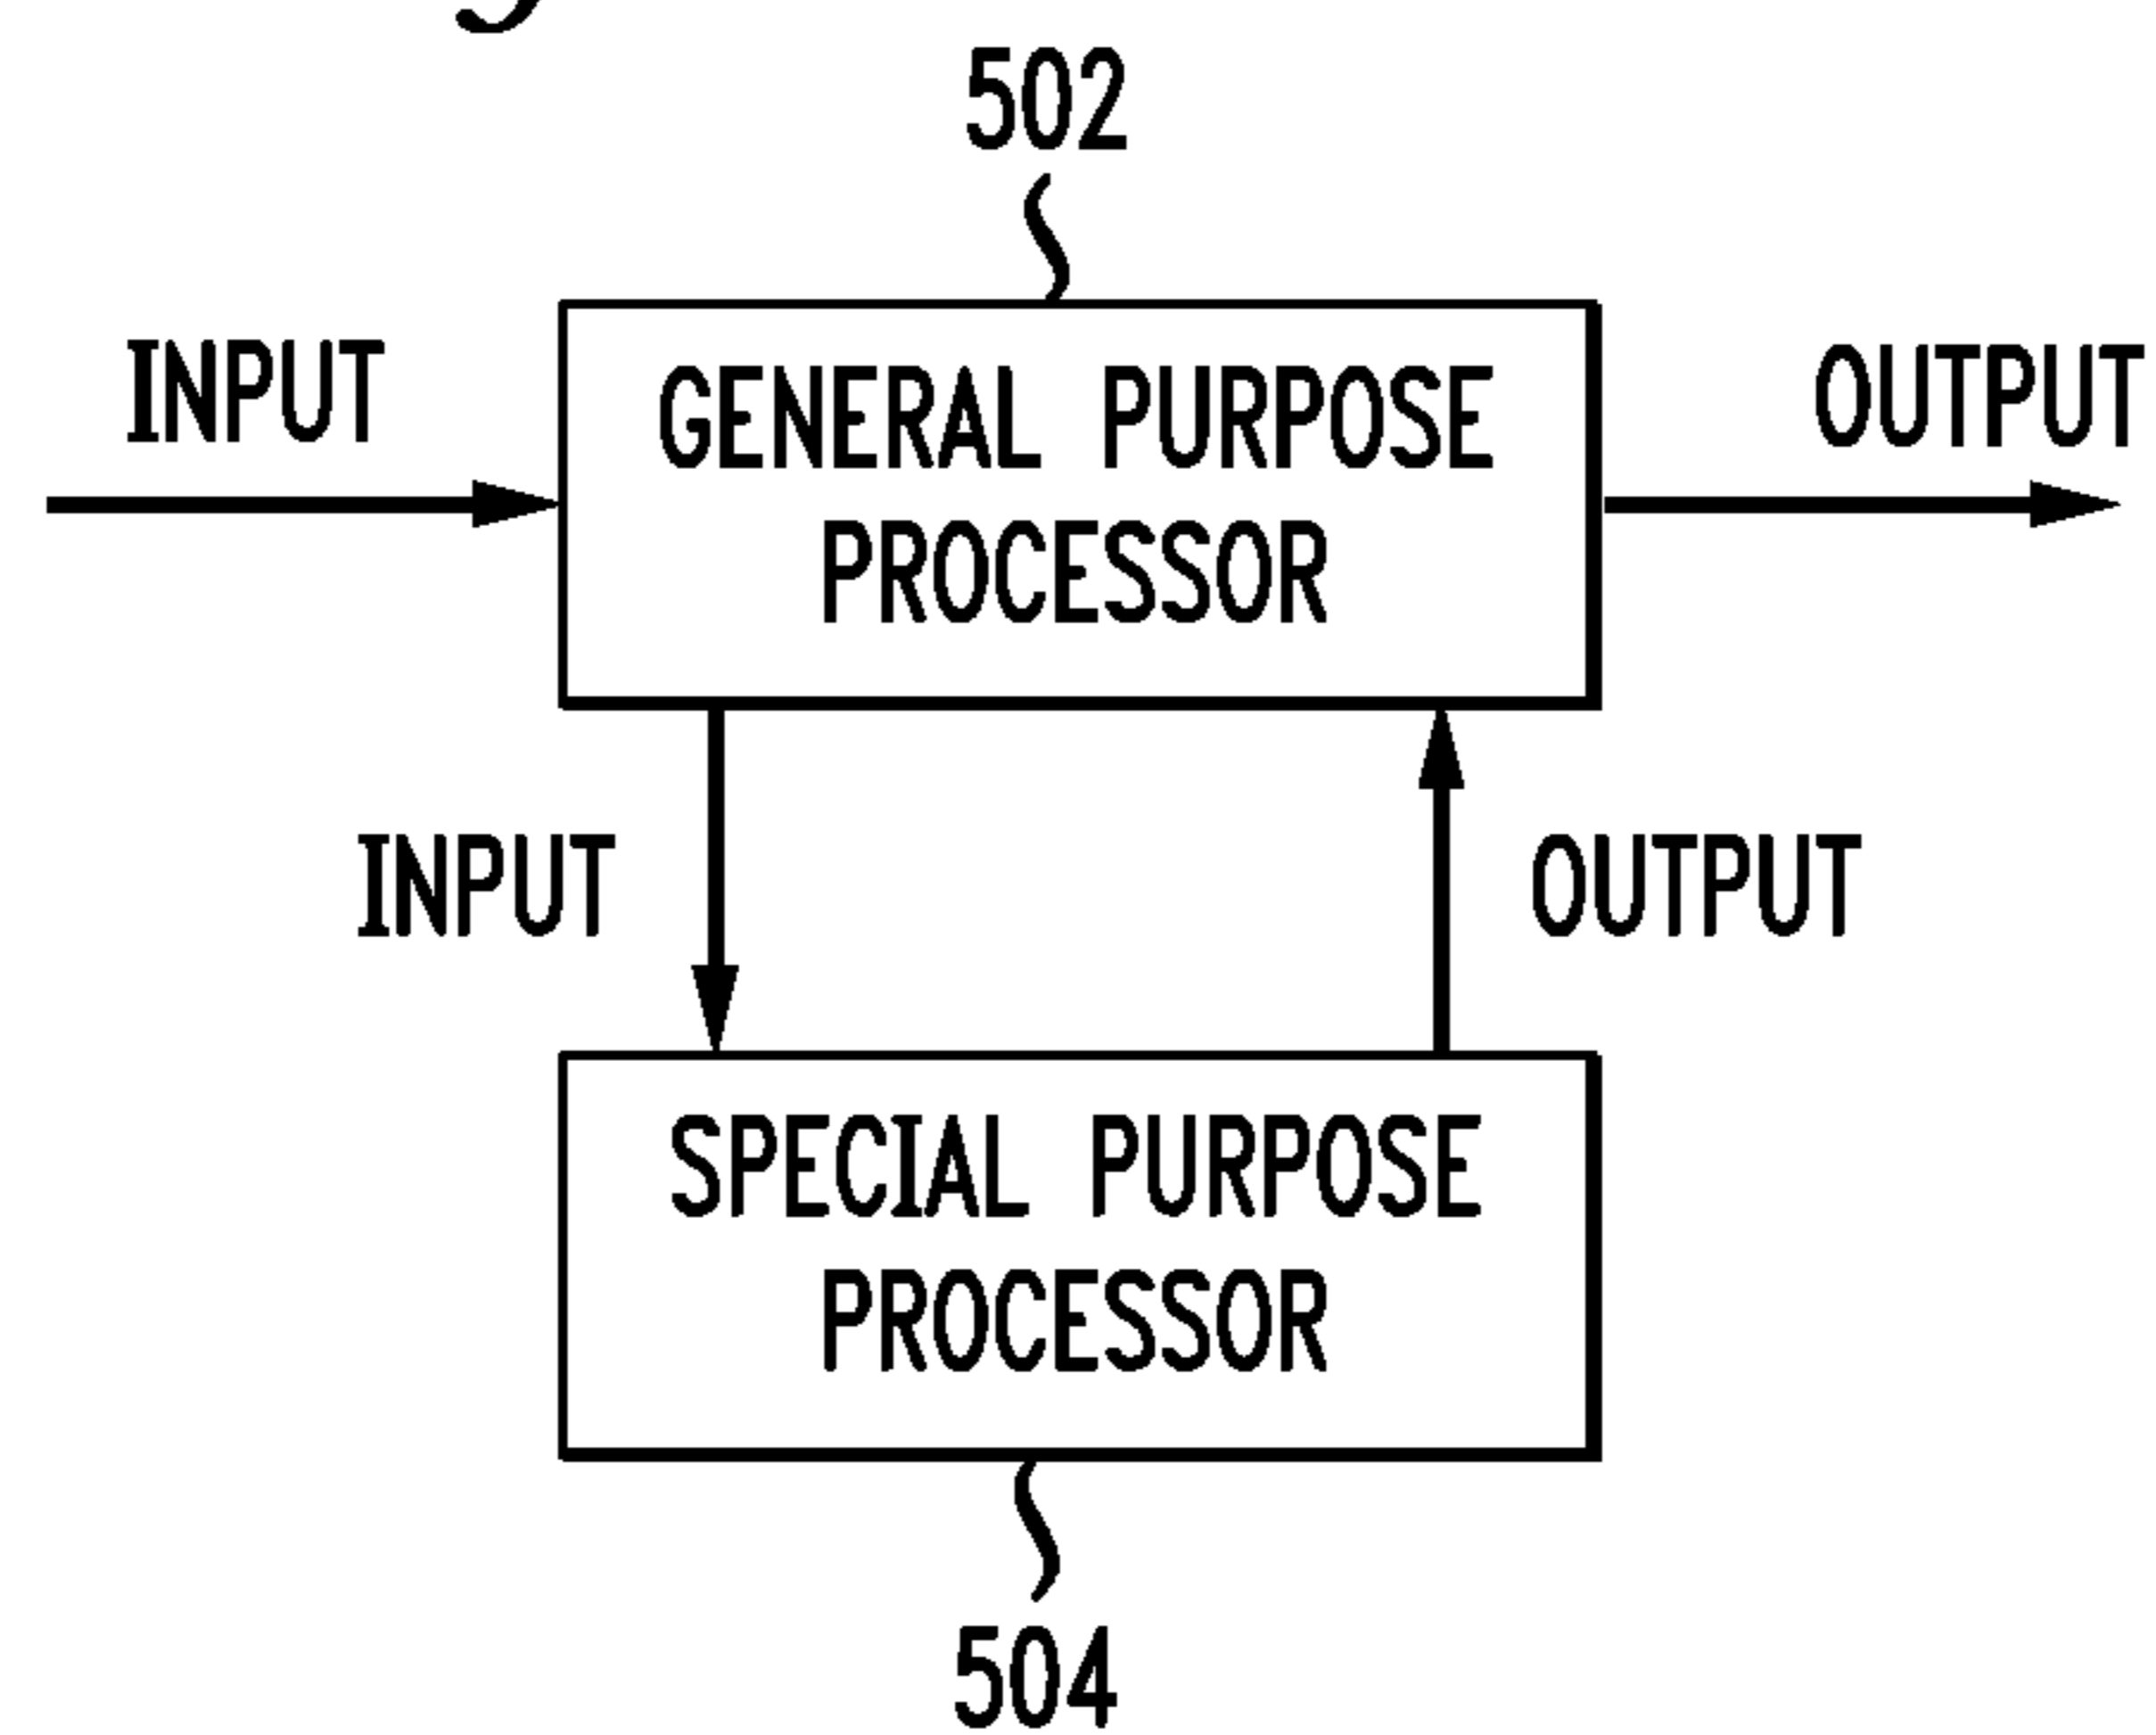 502
INPUT
GENERAL PURPOSE
PROCESSOR
OUTPUT
INPUT
OUTPUT
SPECIAL PURPOSE
PROCESSOR
504